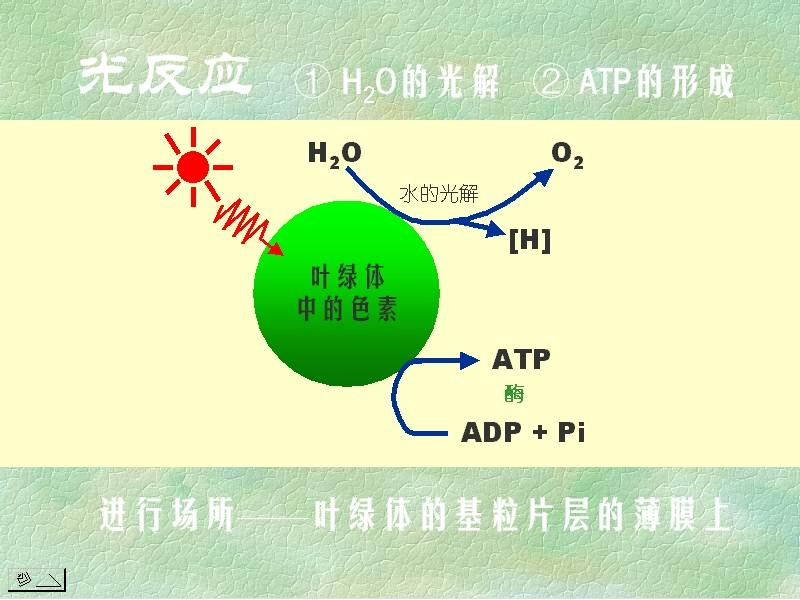 光反应 ① H₂O的光解 ② ATP的形成
H₂O
O₂
水的光解
[H]
叶绿体
中的色素
ATP
酶
ADP + Pi
进行场所——叶绿体的基粒片层的薄膜上